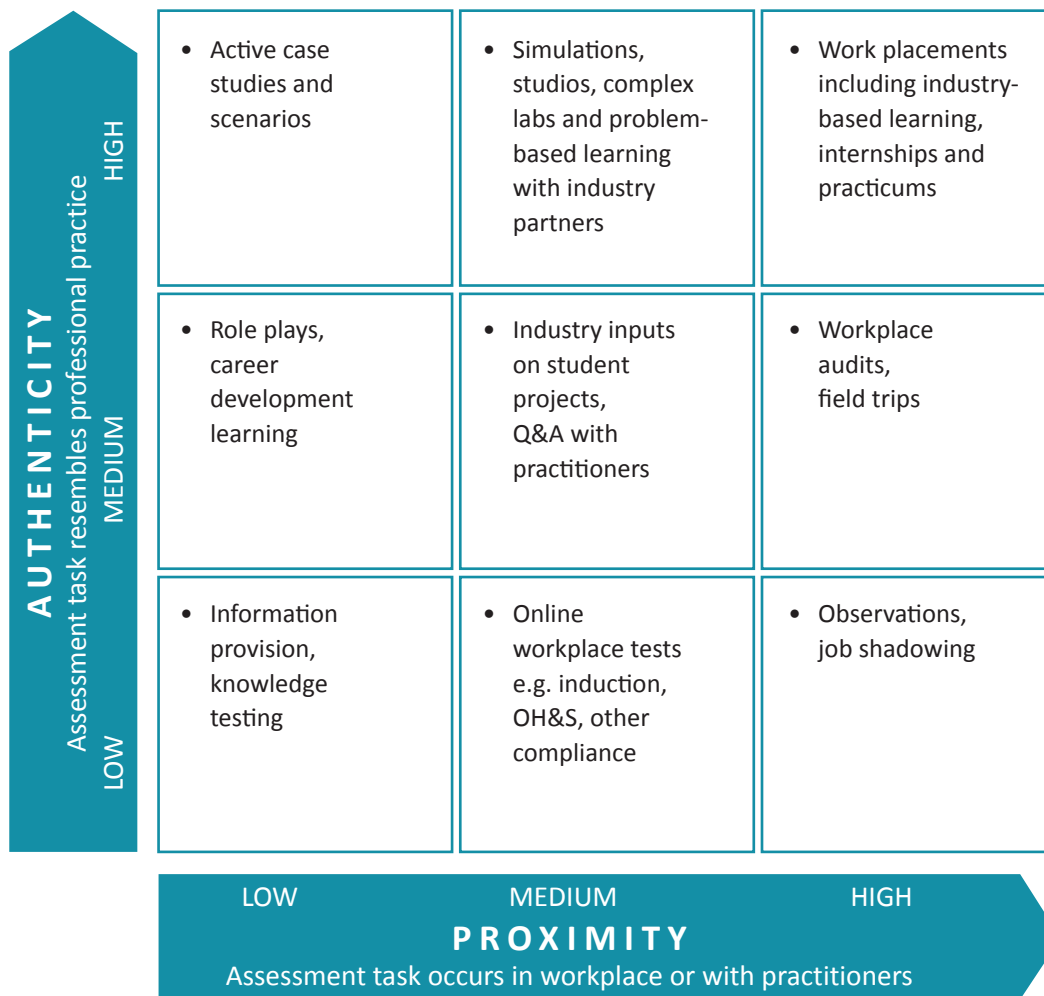 AUTHENTICITY
Assessment task resembles professional practice
HIGH
MEDIUM
LOW
• Active case
studies and
scenarios
• Simulations,
studios, complex
labs and problem-
based learning
with industry
partners
• Work placements
including industry-
based learning,
internships and
practicums
• Role plays,
career
development
learning
• Industry inputs
on student
projects,
Q&A with
practitioners
• Workplace
audits,
field trips
• Information
provision,
knowledge
testing
• Online
workplace tests
e.g. induction,
OH&S, other
compliance
• Observations,
job shadowing
LOW MEDIUM HIGH
PROXIMITY
Assessment task occurs in workplace or with practitioners